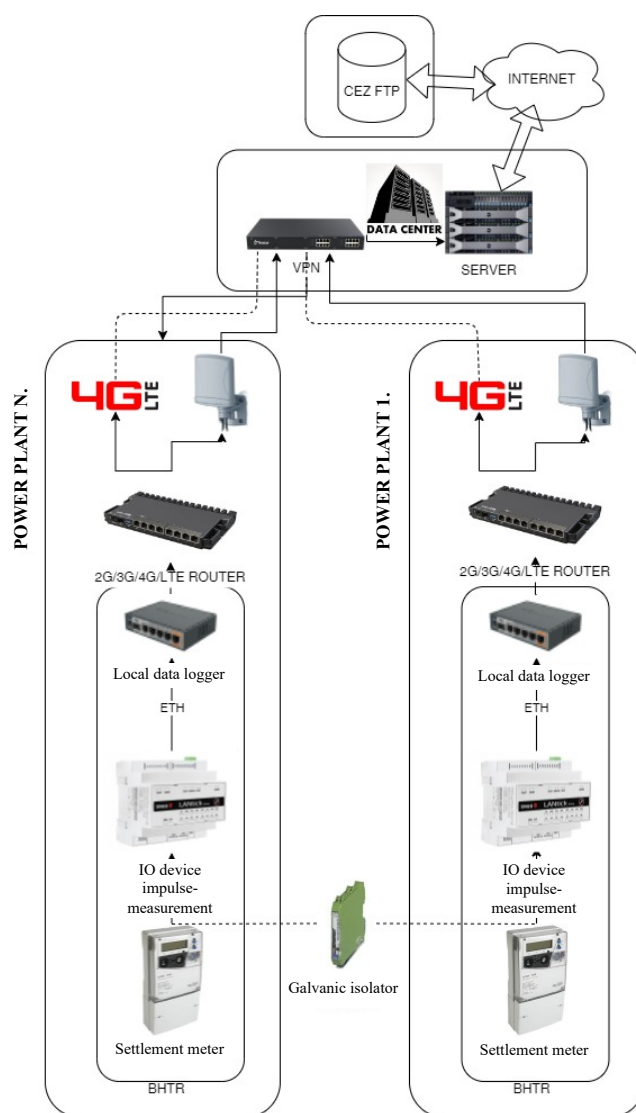 CEZ FTP
INTERNET
DATA CENTER
VPN
SERVER
POWER PLANT N.
4G LTE
2G/3G/4G/LTE ROUTER
Local data logger
ETH
LANtick
IO device
impulse-
measurement
Settlement meter
BHTR
Galvanic isolator
POWER PLANT 1.
4G LTE
2G/3G/4G/LTE ROUTER
Local data logger
ETH
LANtick
IO device
impulse-
measurement
Settlement meter
BHTR